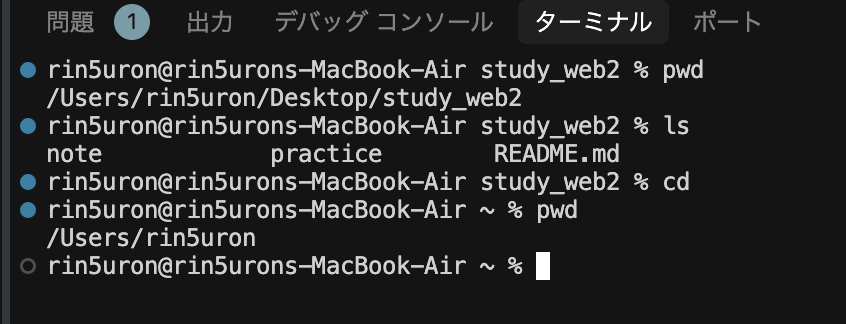 問題 1 出力 デバッグ コンソール ターミナル ポート
rin5uron@rin5urons-MacBook-Air study_web2 % pwd
/Users/rin5uron/Desktop/study_web2
rin5uron@rin5urons-MacBook-Air study_web2 % ls
note practice README.md
rin5uron@rin5urons-MacBook-Air study_web2 % cd
rin5uron@rin5urons-MacBook-Air ~ % pwd
/Users/rin5uron
rin5uron@rin5urons-MacBook-Air ~ %